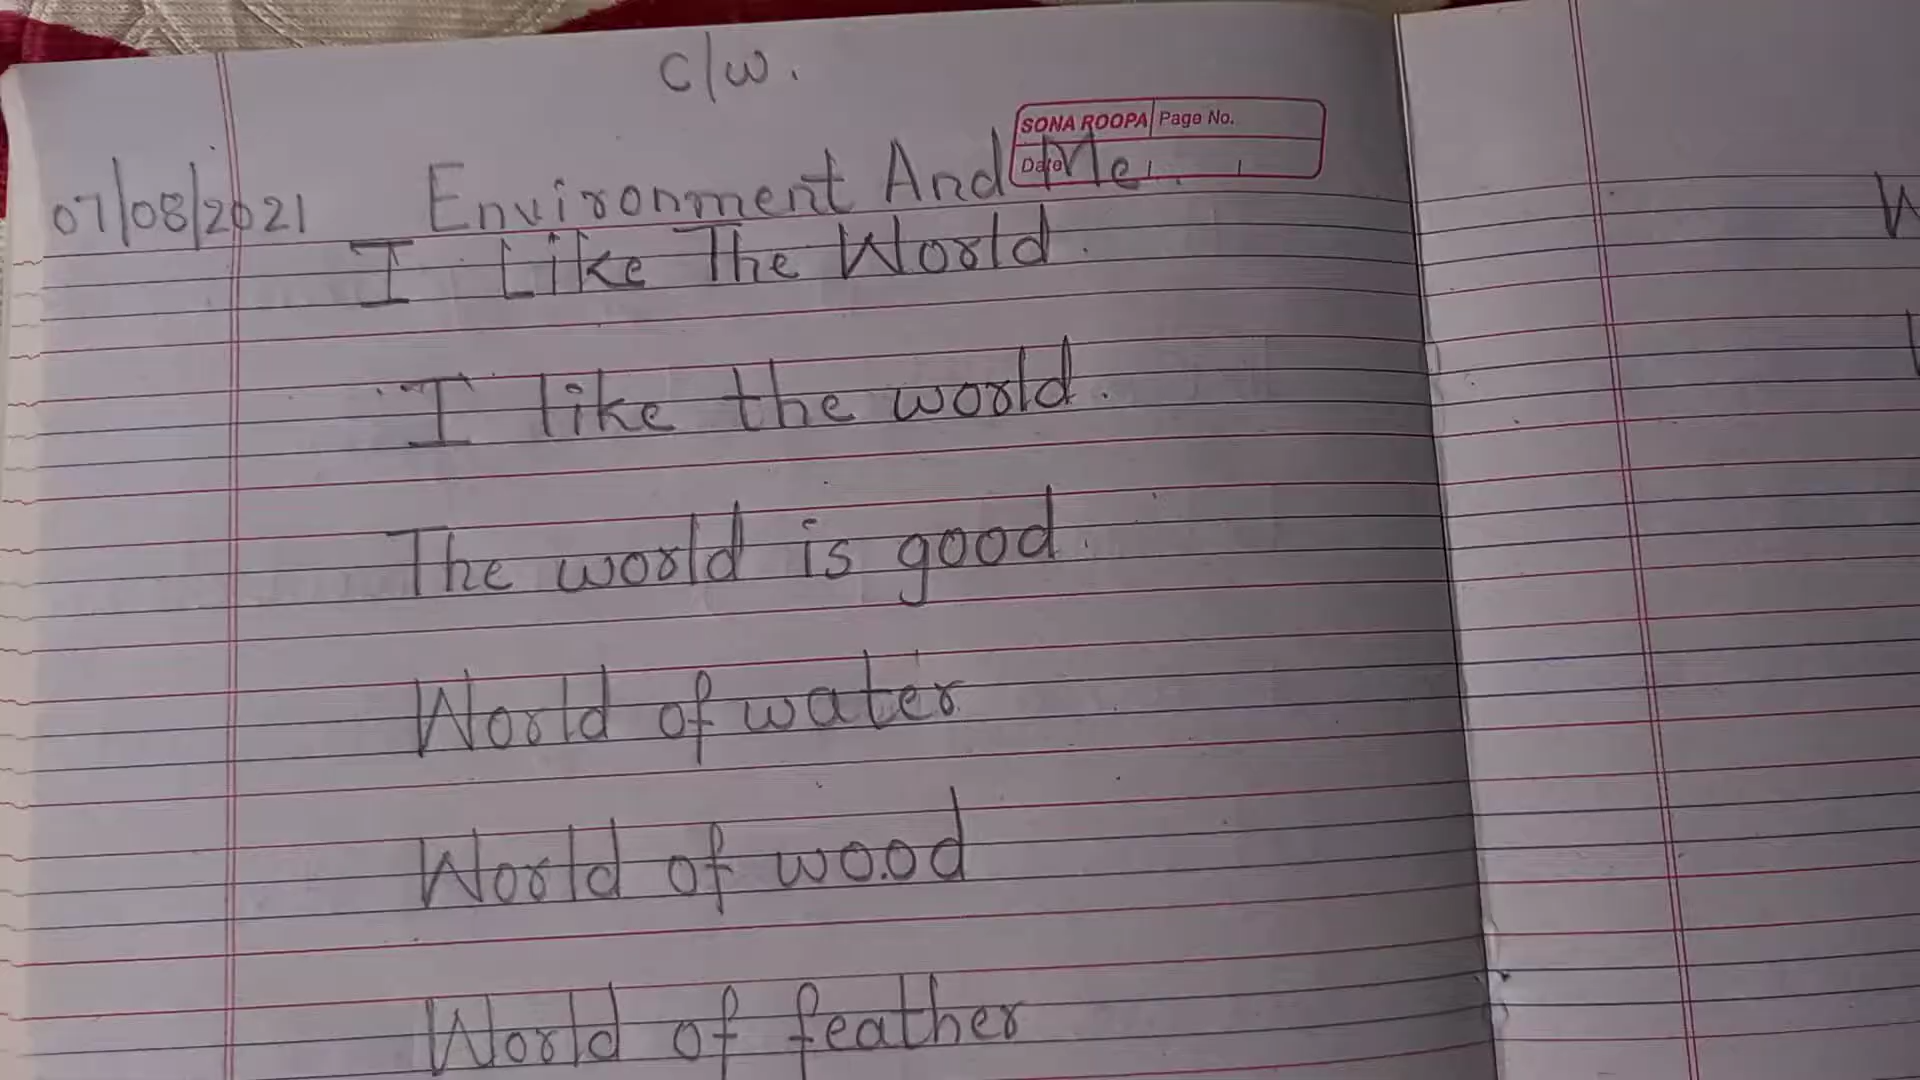 c/w.
SONA ROOPA Page No.
Date
07/08/2021 Environment And Me.
I Like The World.
I like the world.
The world is good.
World of water
World of wood
World of feather
W